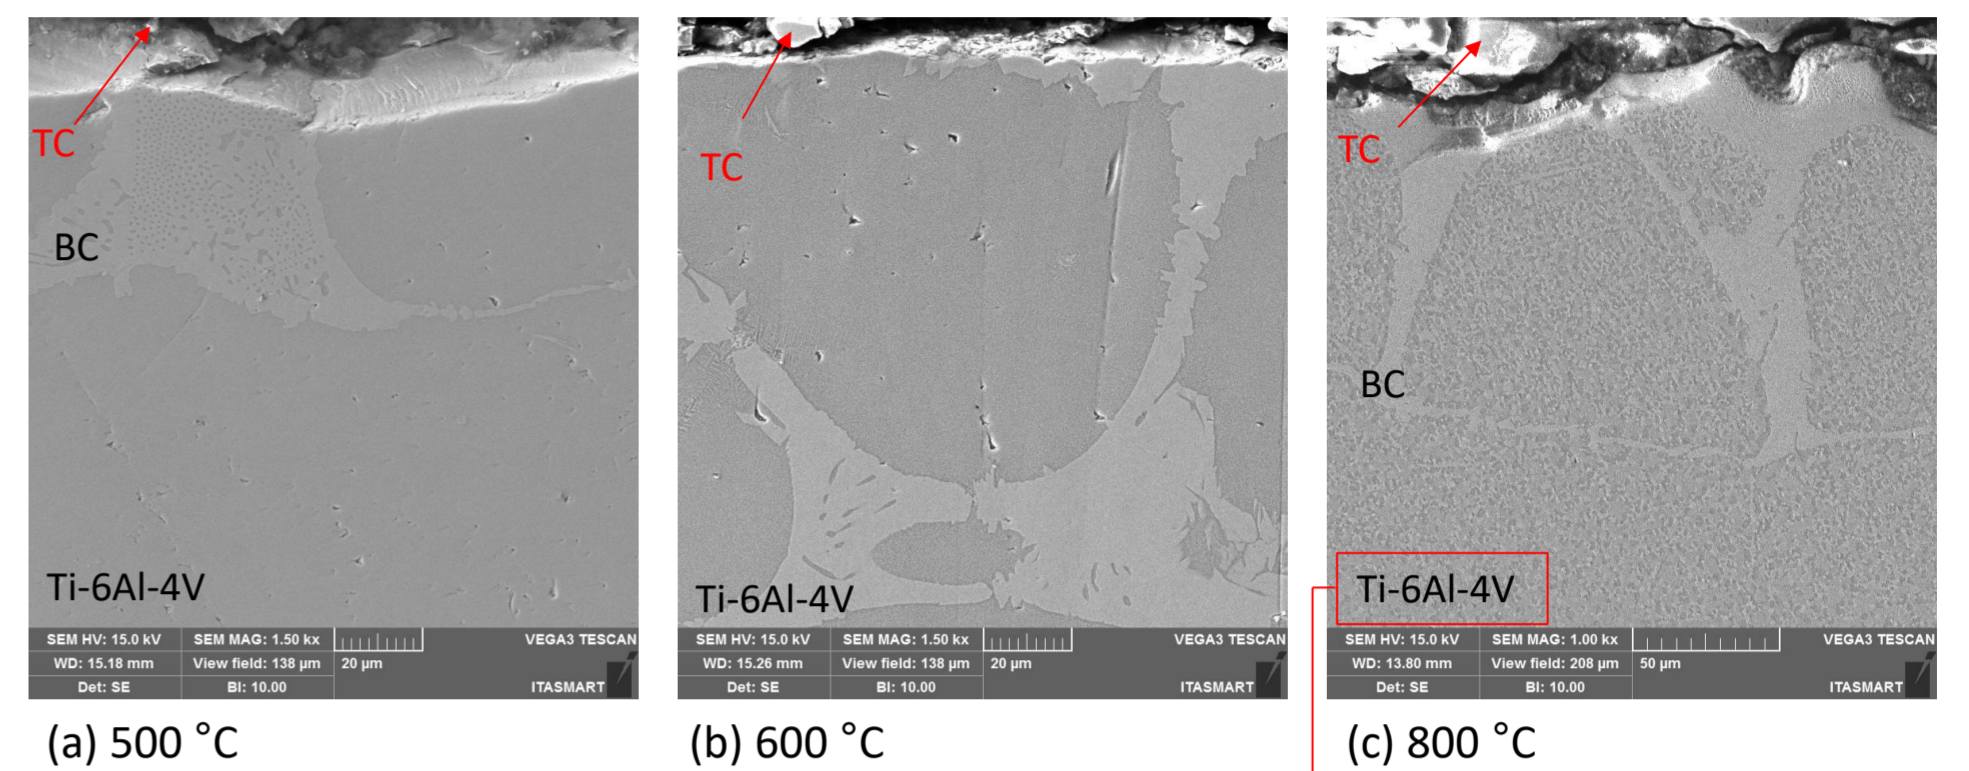 TC
BC
Ti-6Al-4V
SEM HV: 15.0 kV SEM MAG: 1.50 kx VEGA3 TESCAN
WD: 15.18 mm View field: 138 µm 20 µm
Det: SE BI: 10.00 ITASMART
(a) 500 °C
TC
Ti-6Al-4V
SEM HV: 15.0 kV SEM MAG: 1.50 kx VEGA3 TESCAN
WD: 15.26 mm View field: 138 µm 20 µm
Det: SE BI: 10.00 ITASMART
(b) 600 °C
TC
BC
Ti-6Al-4V
SEM HV: 15.0 kV SEM MAG: 1.00 kx VEGA3 TESCAN
WD: 13.80 mm View field: 208 µm 50 µm
Det: SE BI: 10.00 ITASMART
(c) 800 °C